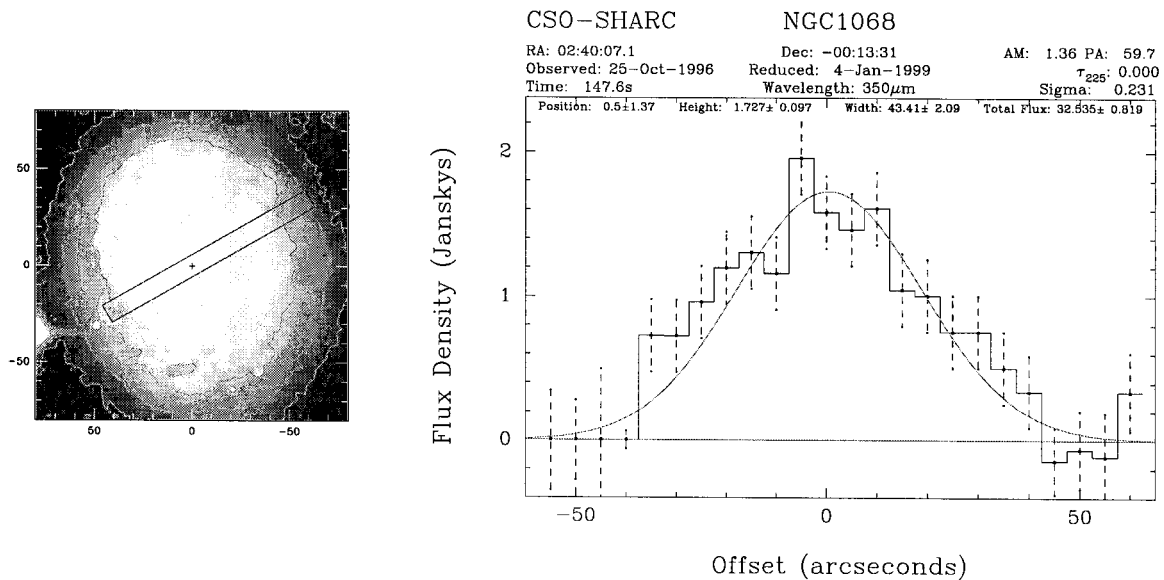 CSO-SHARC NGC1068
RA: 02:40:07.1 Dec: -00:13:31 AM: 1.36 PA: 59.7
Observed: 25-Oct-1996 Reduced: 4-Jan-1999 τ225: 0.000
Time: 147.6s Wavelength: 350μm Sigma: 0.231
Position: 0.5±1.37 Height: 1.727± 0.097 Width: 43.41± 2.09 Total Flux: 32.535± 0.819
50
0
-50
50 0 -50
Flux Density (Janskys)
2
1
0
-50 0 50
Offset (arcseconds)